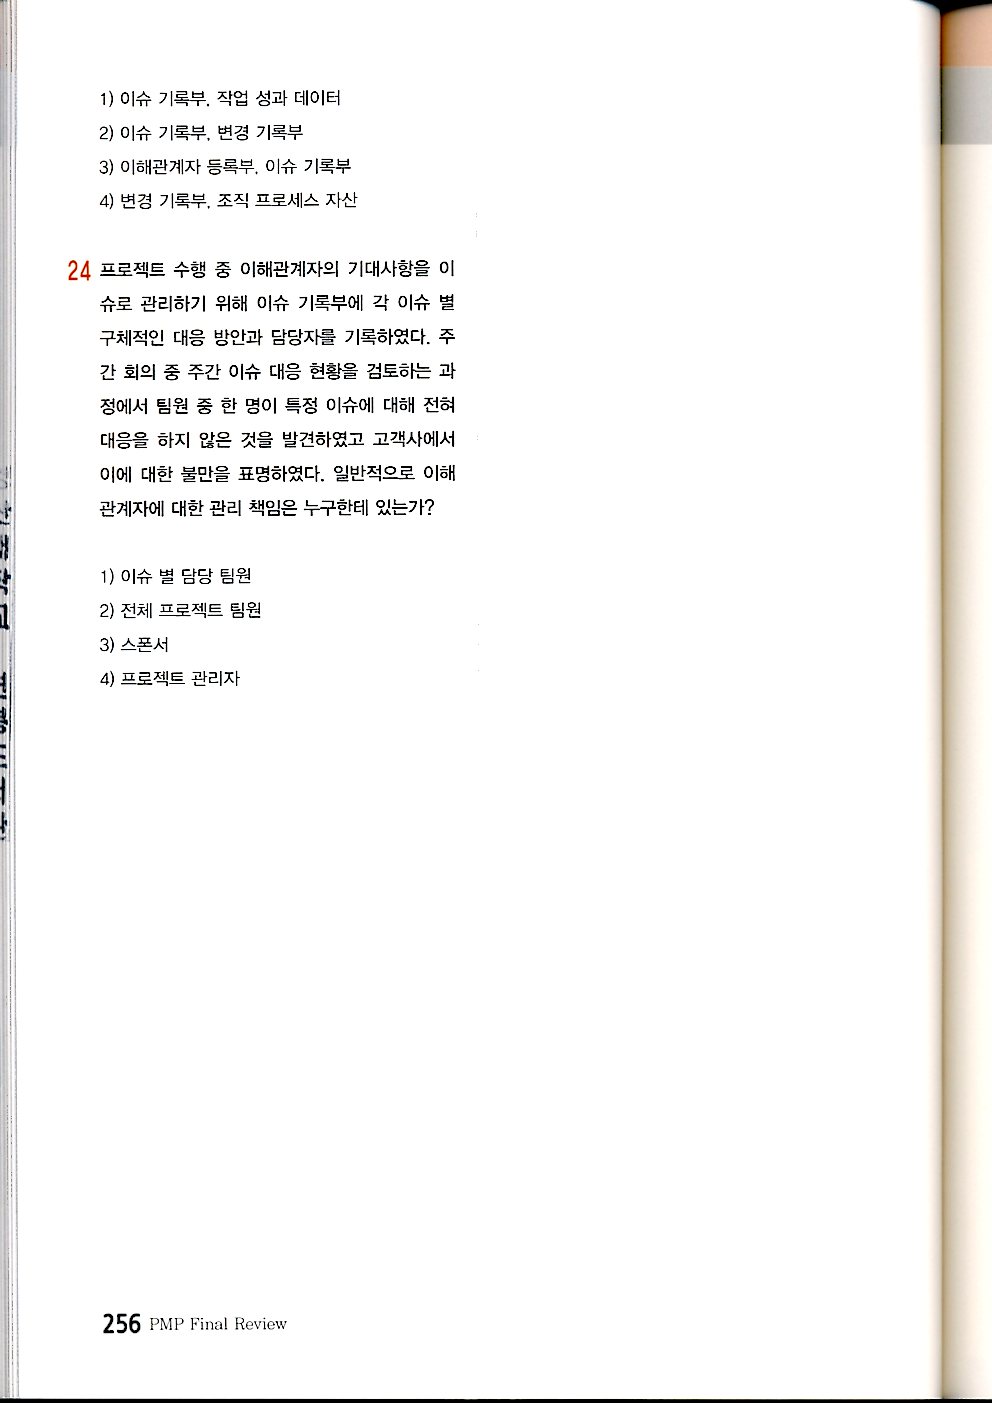 1) 이슈 기록부, 작업 성과 데이터
2) 이슈 기록부, 변경 기록부
3) 이해관계자 등록부, 이슈 기록부
4) 변경 기록부, 조직 프로세스 자산
24 프로젝트 수행 중 이해관계자의 기대사항을 이
슈로 관리하기 위해 이슈 기록부에 각 이슈 별
구체적인 대응 방안과 담당자를 기록하였다. 주
간 회의 중 주간 이슈 대응 현황을 검토하는 과
정에서 팀원 중 한 명이 특정 이슈에 대해 전혀
대응을 하지 않은 것을 발견하였고 고객사에서
이에 대한 불만을 표명하였다. 일반적으로 이해
관계자에 대한 관리 책임은 누구한테 있는가?
1) 이슈 별 담당 팀원
2) 전체 프로젝트 팀원
3) 스폰서
4) 프로젝트 관리자
256 PMP Final Review